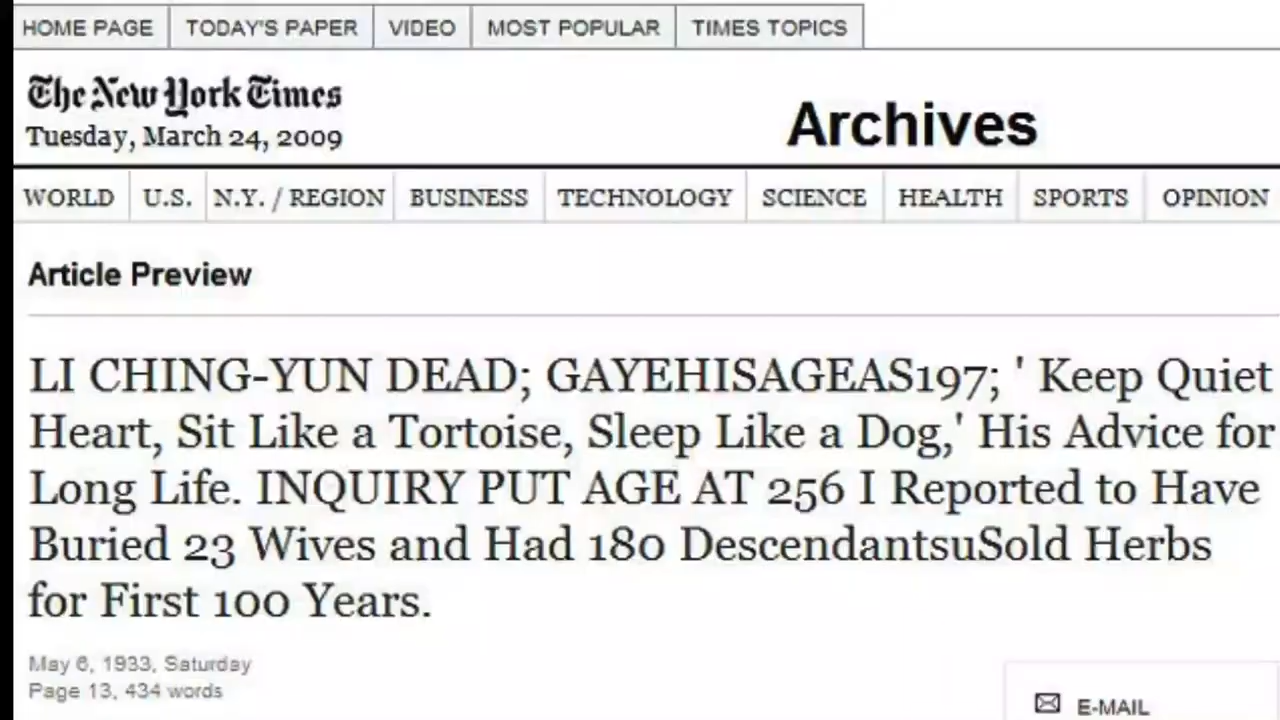 HOME PAGE TODAY'S PAPER VIDEO MOST POPULAR TIMES TOPICS
The New York Times
Tuesday, March 24, 2009
Archives
WORLD U.S. N.Y. / REGION BUSINESS TECHNOLOGY SCIENCE HEALTH SPORTS OPINION
Article Preview
LI CHING-YUN DEAD; GAYEHISAGEAS197; ' Keep Quiet
Heart, Sit Like a Tortoise, Sleep Like a Dog,' His Advice for
Long Life. INQUIRY PUT AGE AT 256 I Reported to Have
Buried 23 Wives and Had 180 DescendantsuSold Herbs
for First 100 Years.
May 6, 1933, Saturday
Page 13, 434 words
E-MAIL